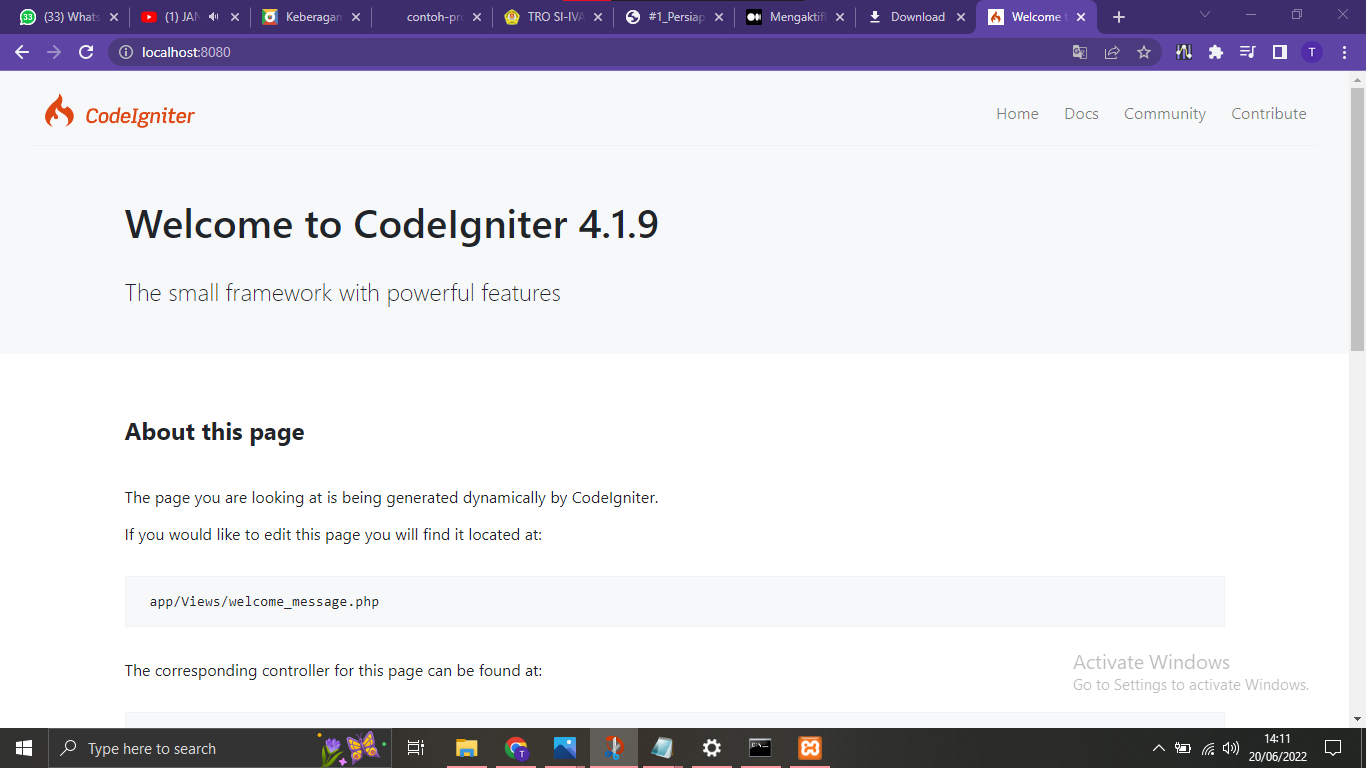 (33) Whats
(1) JAN
Keberagan
contoh-pro
TRO SI-IVA
#1_Persiap
Mengaktifk
Download
Welcome t
localhost:8080
T
CodeIgniter
Home Docs Community Contribute
Welcome to CodeIgniter 4.1.9
The small framework with powerful features
About this page
The page you are looking at is being generated dynamically by CodeIgniter.
If you would like to edit this page you will find it located at:
app/Views/welcome_message.php
The corresponding controller for this page can be found at:
Activate Windows
Go to Settings to activate Windows.
Type here to search
14:11
20/06/2022